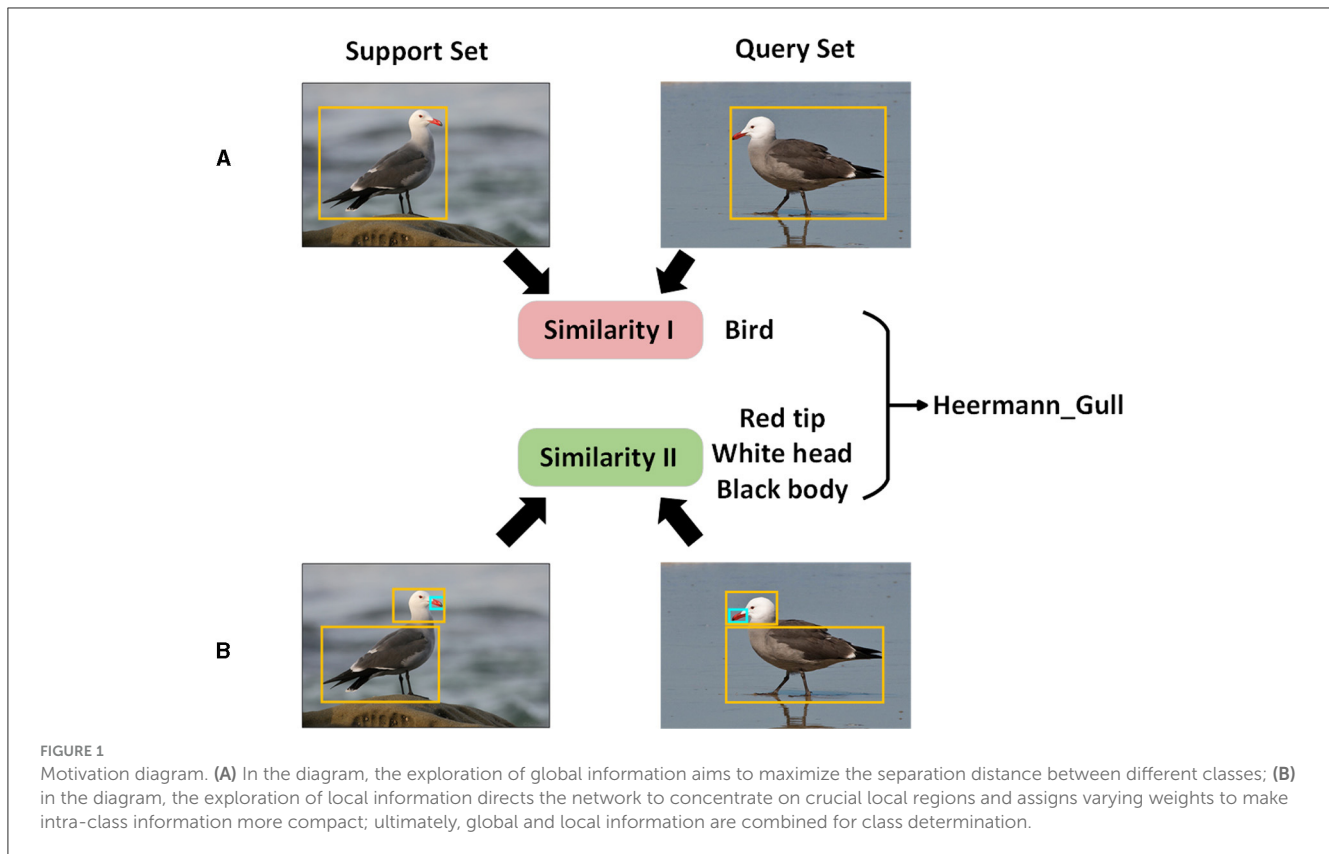 Support Set
Query Set
A
Similarity I
Bird
Heermann_Gull
Similarity II
Red tip
White head
Black body
B
FIGURE 1
Motivation diagram. (A) In the diagram, the exploration of global information aims to maximize the separation distance between different classes; (B)
in the diagram, the exploration of local information directs the network to concentrate on crucial local regions and assigns varying weights to make
intra-class information more compact; ultimately, global and local information are combined for class determination.